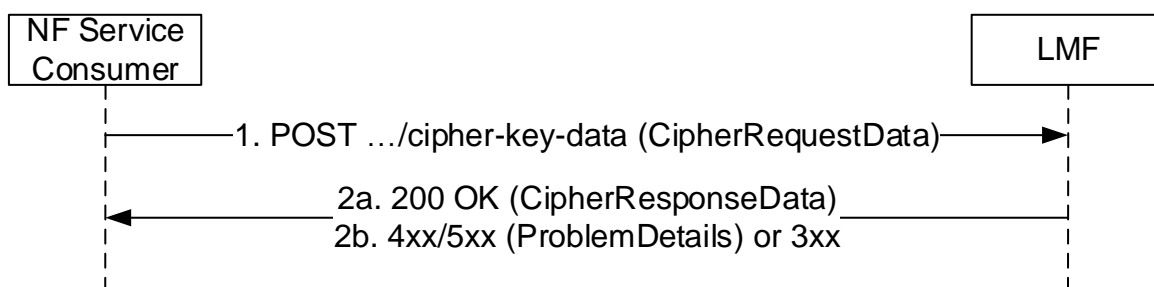 NF Service
Consumer
LMF
1. POST …/cipher-key-data (CipherRequestData)
2a. 200 OK (CipherResponseData)
2b. 4xx/5xx (ProblemDetails) or 3xx